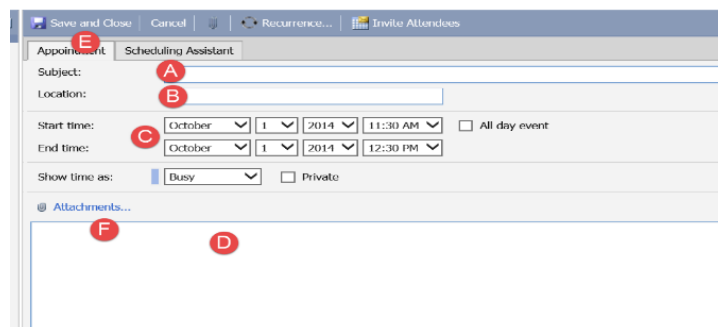 Save and Close Cancel Recurrence... Invite Attendees
E
Appointment Scheduling Assistant
Subject: A
Location: B
Start time: October 1 2014 11:30 AM All day event
C
End time: October 1 2014 12:30 PM
Show time as: Busy Private
Attachments...
F D